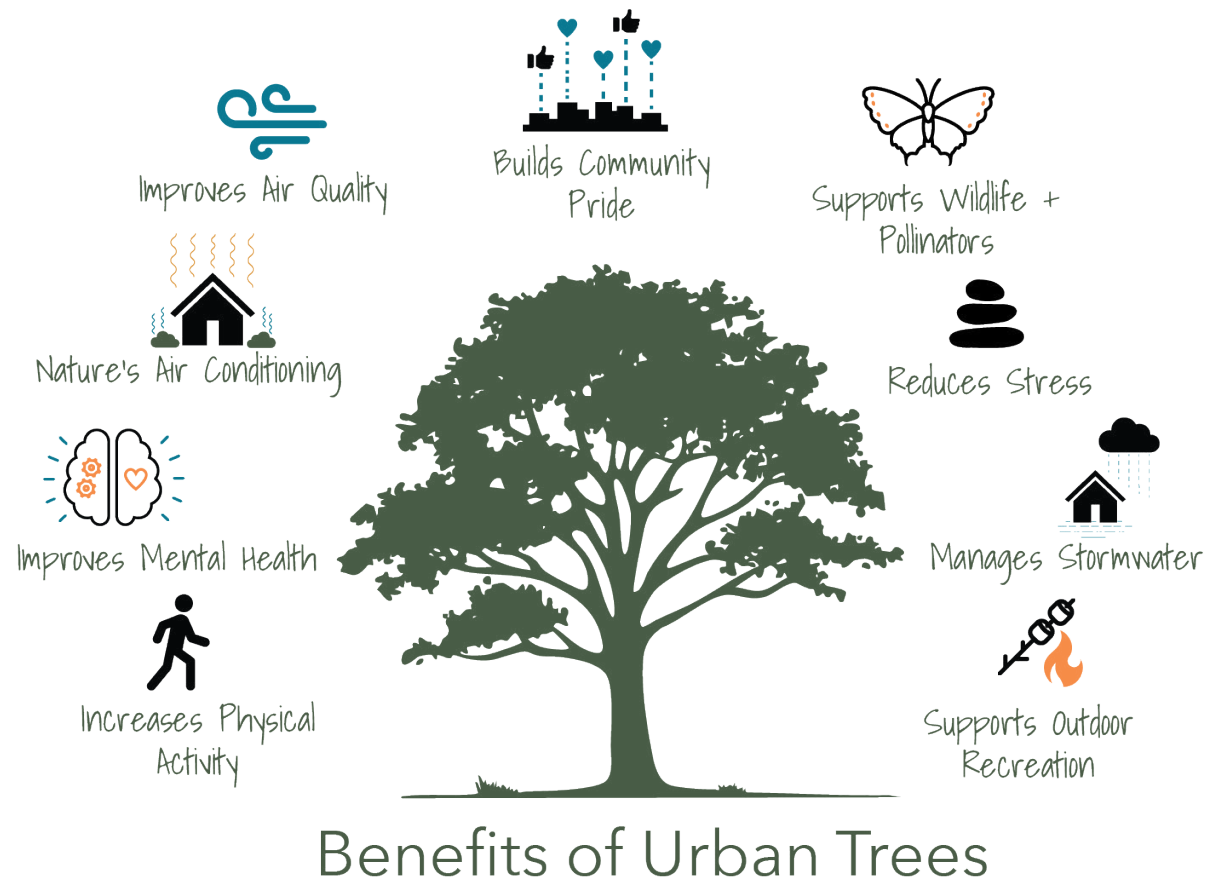 Builds Community
Pride
Improves Air Quality
Supports Wildlife +
Pollinators
Nature's Air Conditioning
Reduces Stress
Improves Mental Health
Manages Stormwater
Increases Physical
Activity
Supports Outdoor
Recreation
Benefits of Urban Trees